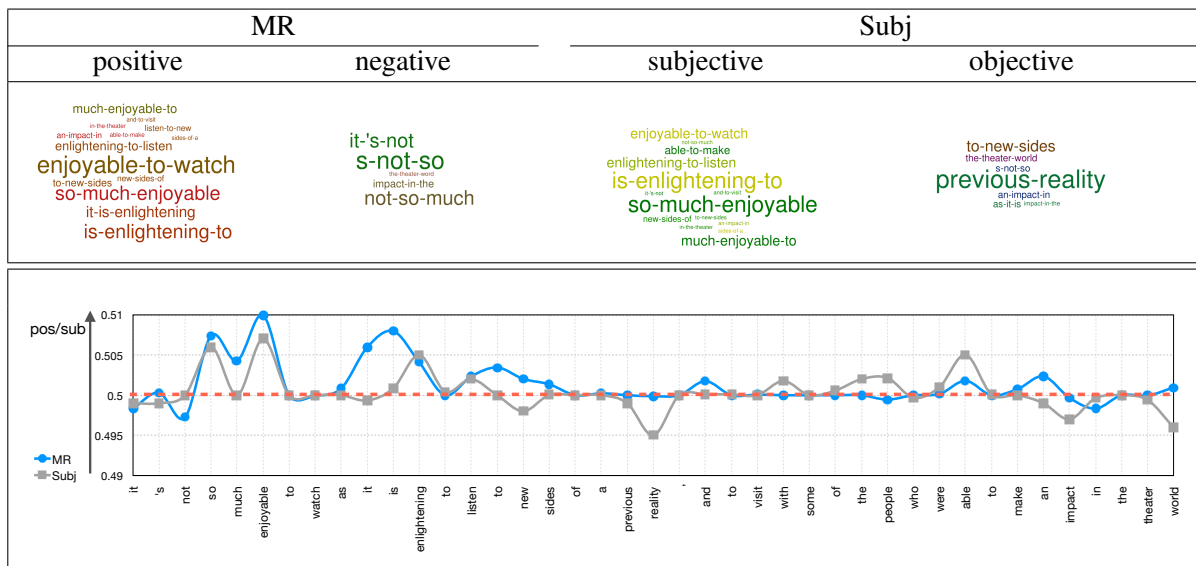 MR Subj
positive negative subjective objective
much-enjoyable-to
and-to-visit
in-the-theater listen-to-new
an-impact-in able-to-make sides-of-a
enlightening-to-listen
enjoyable-to-watch
to-new-sides new-sides-of
so-much-enjoyable
it-is-enlightening
is-enlightening-to
it-'s-not
s-not-so
the-theater-word
impact-in-the
not-so-much
enjoyable-to-watch
not-so-much
able-to-make
enlightening-to-listen
is-enlightening-to
it's-not and-to-visit
so-much-enjoyable
new-sides-of to-new-sides
an-impact-in
in-the-theater
sides-of-a
much-enjoyable-to
to-new-sides
the-theater-world
s-not-so
previous-reality
an-impact-in
as-it-is impact-in-the
pos/sub
0.51
0.505
0.5
0.495
0.49
MR
Subj
it
's
not
so
much
enjoyable
to
watch
as
it
is
enlightening
to
listen
to
new
sides
of
a
previous
reality
,
and
to
visit
with
some
of
the
people
who
were
able
to
make
an
impact
in
the
theater
world